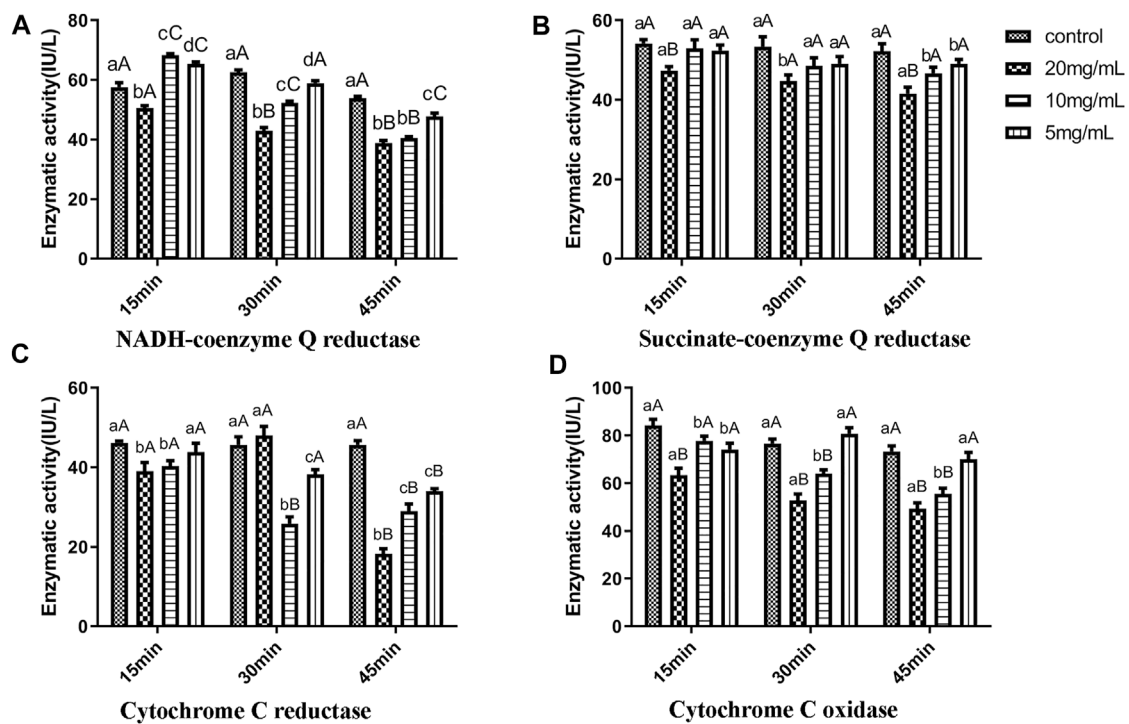 A
Enzymatic activity(IU/L)
80
60
40
20
0
aA bA cC dC
aA bB cC dA
aA bB bB cC
15min 30min 45min
NADH-coenzyme Q reductase
B
Enzymatic activity(IU/L)
60
40
20
0
aA aB aA aA
aA bA aA aA
aA aB bA bA
15min 30min 45min
Succinate-coenzyme Q reductase
control
20mg/mL
10mg/mL
5mg/mL
C
Enzymatic activity(IU/L)
60
40
20
0
aA bA bA aA
aA aA bB cA
aA bB cB cB
15min 30min 45min
Cytochrome C reductase
D
Enzymatic activity(IU/L)
100
80
60
40
20
0
aA aB bA bA
aA aB bB aA
aA aB bB aA
15min 30min 45min
Cytochrome C oxidase